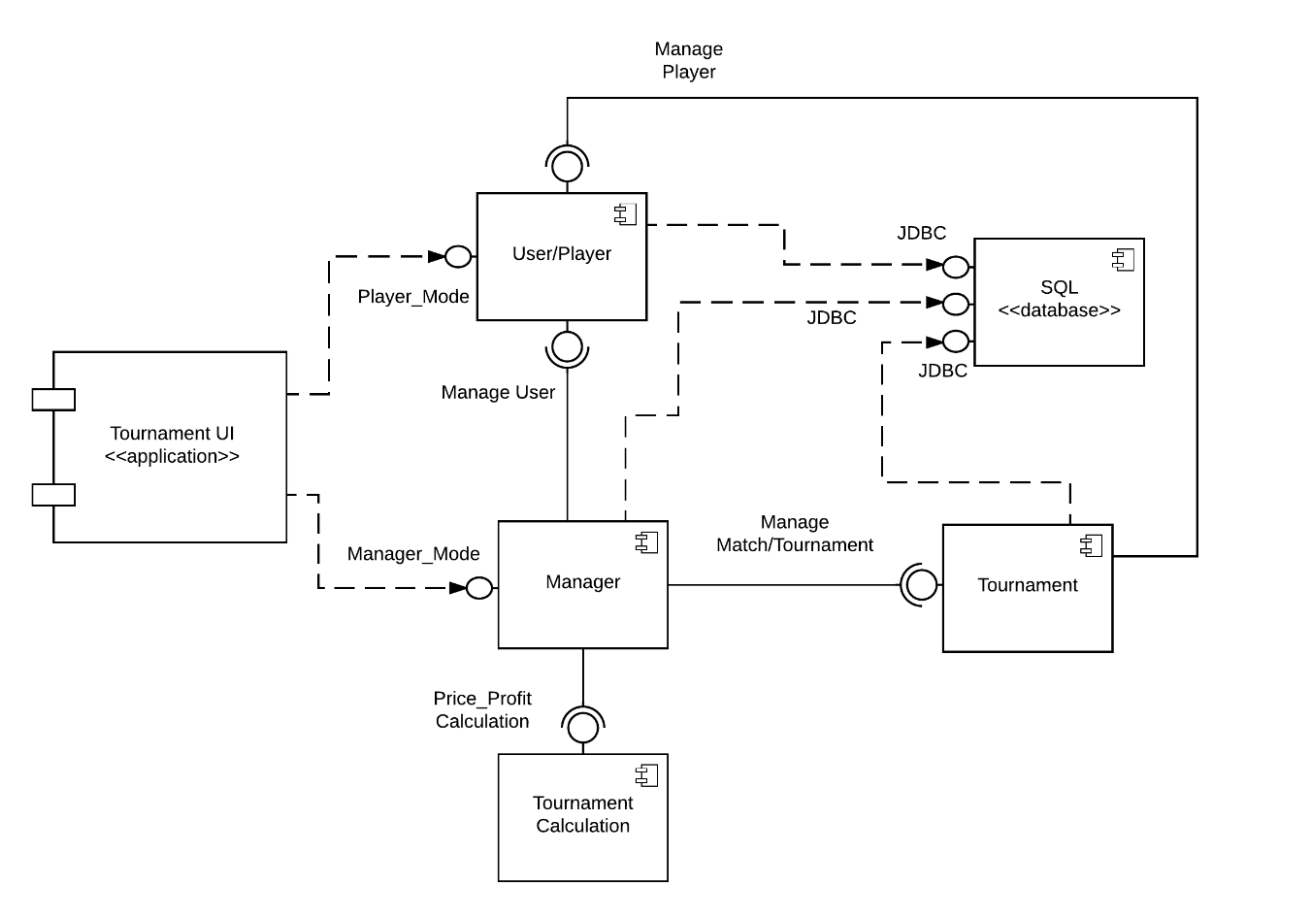 Manage
Player
User/Player
JDBC
SQL
<<database>>
Player_Mode
JDBC
JDBC
Manage User
Tournament UI
<<application>>
Manage
Match/Tournament
Manager_Mode
Manager
Tournament
Price_Profit
Calculation
Tournament
Calculation